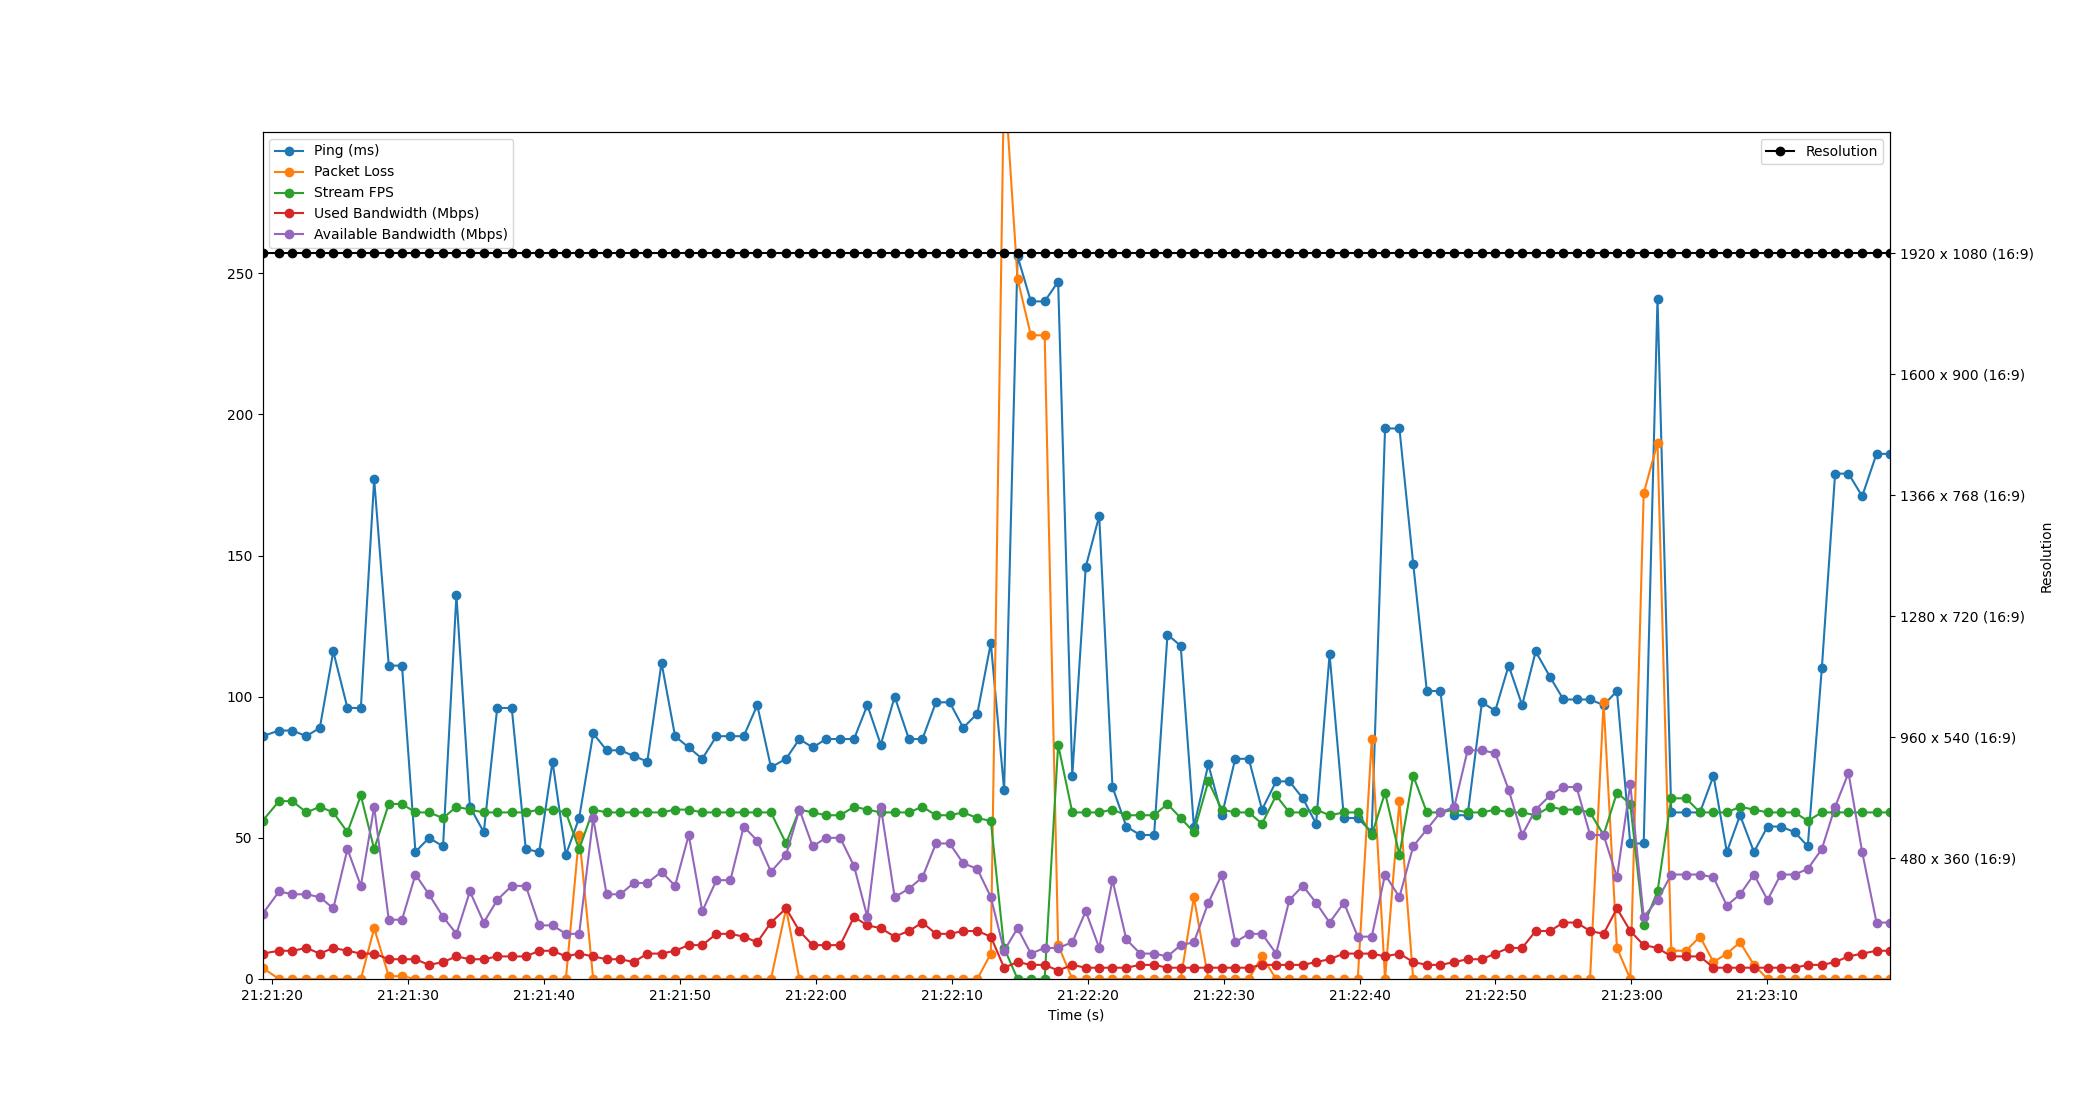 Ping (ms)
Packet Loss
Stream FPS
Used Bandwidth (Mbps)
Available Bandwidth (Mbps)
Resolution
250
200
150
100
50
0
1920 x 1080 (16:9)
1600 x 900 (16:9)
1366 x 768 (16:9)
1280 x 720 (16:9)
960 x 540 (16:9)
480 x 360 (16:9)
Resolution
21:21:20 21:21:30 21:21:40 21:21:50 21:22:00 21:22:10 21:22:20 21:22:30 21:22:40 21:22:50 21:23:00 21:23:10
Time (s)